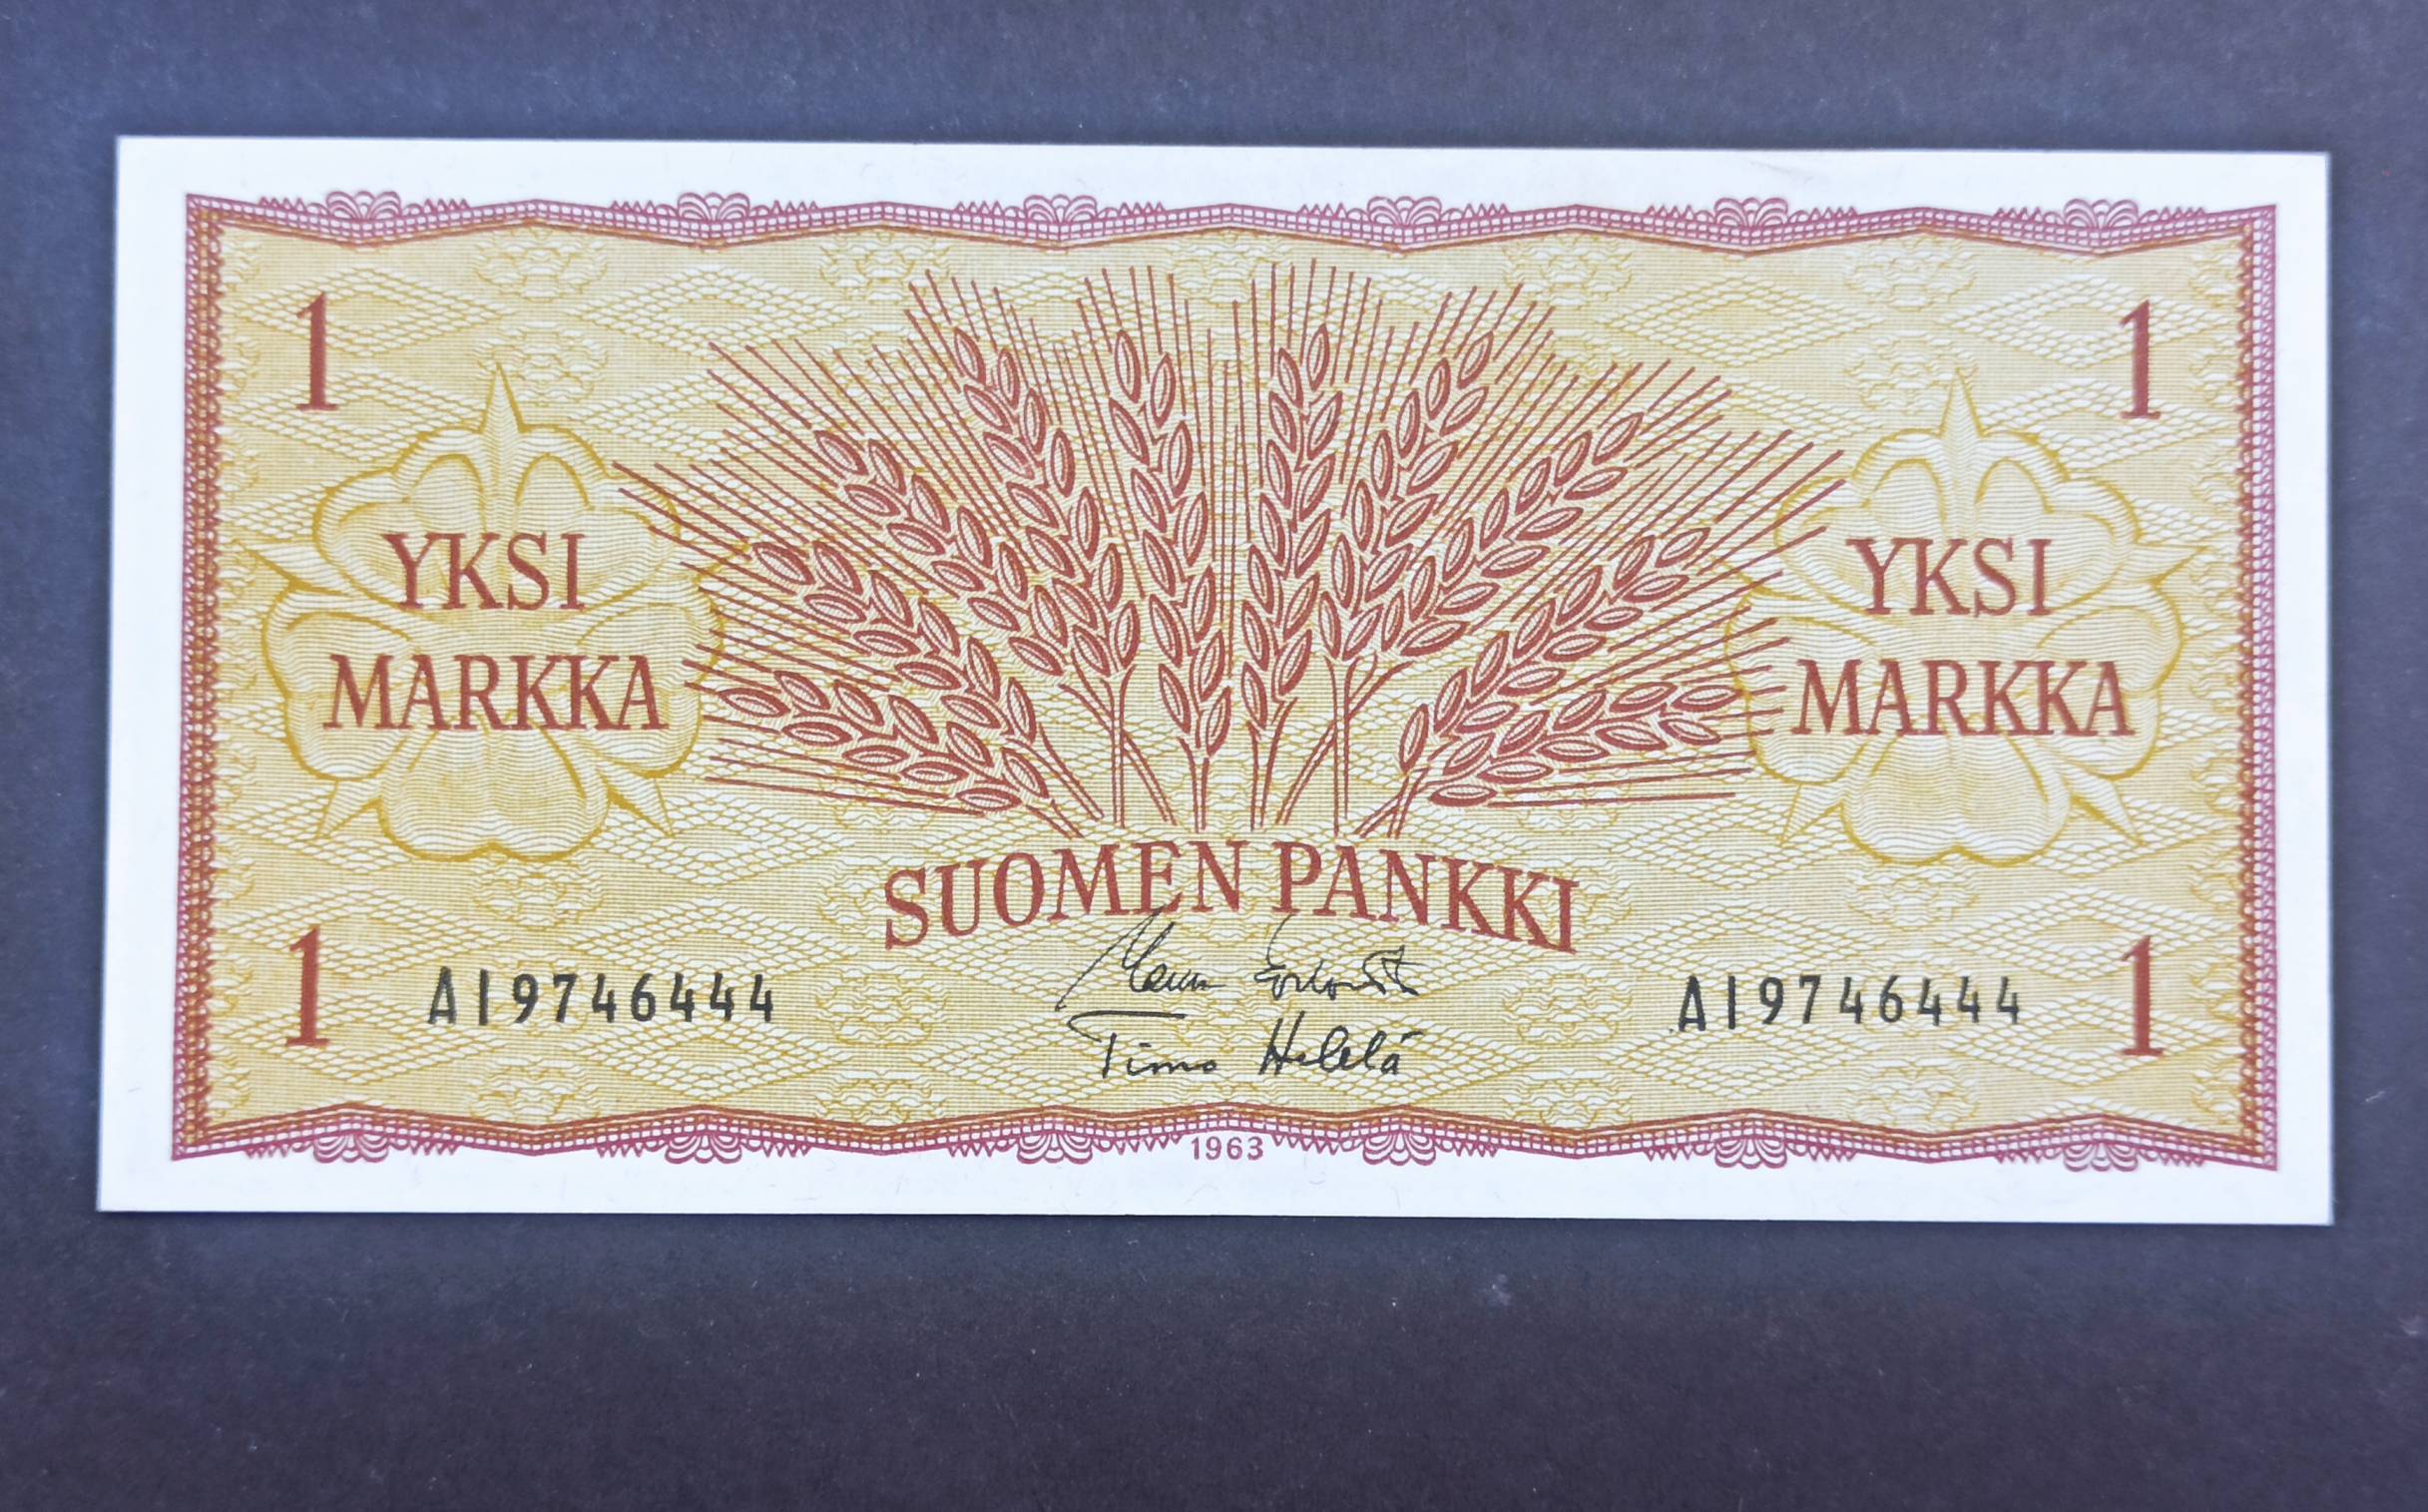 1
1
YKSI
MARKKA
YKSI
MARKKA
SUOMEN PANKKI
1
AI9746444
Timo Helelä
AI9746444
1
1963